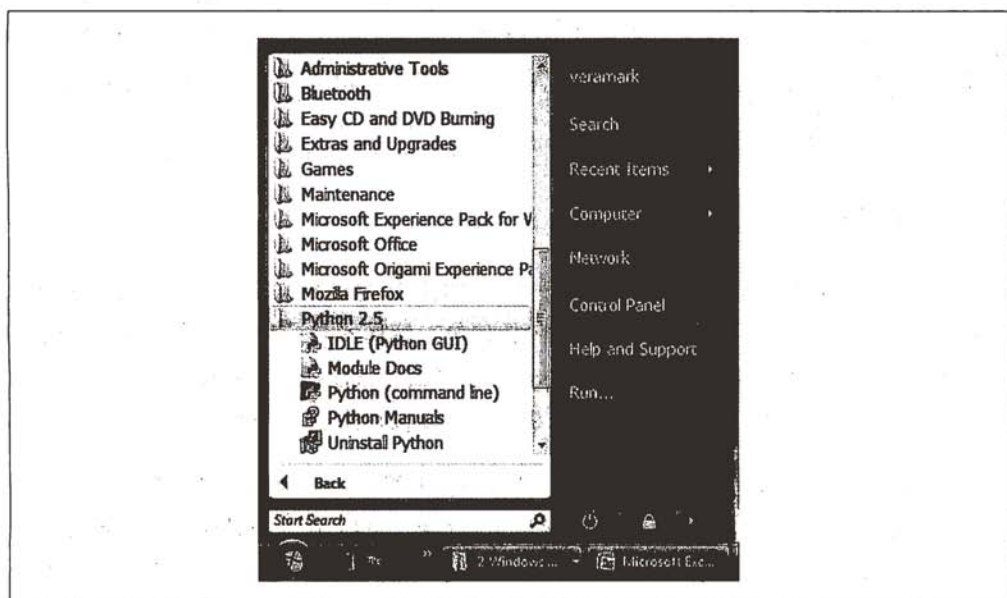 Administrative Tools
Bluetooth
Easy CD and DVD Burning
Extras and Upgrades
Games
Maintenance
Microsoft Experience Pack for
Microsoft Office
Microsoft Origami Experience
Mozilla Firefox
Python 2.5
IDLE (Python GUI)
Module Docs
Python (command line)
Python Manuals
Uninstall Python
Back
Start Search
veramark
Search
Recent Items
Computer
Network
Control Panel
Help and Support
Run...
2 Windows ...
Microsoft Exc...